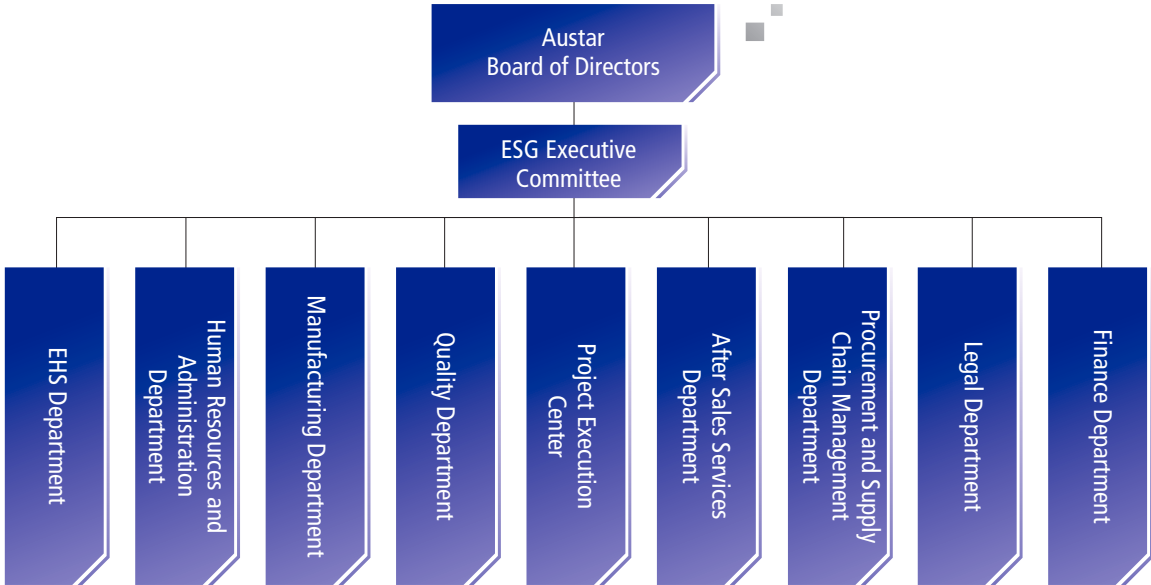 Austar
Board of Directors
ESG Executive
Committee
EHS Department
Human Resources and
Administration
Department
Manufacturing Department
Quality Department
Project Execution
Center
After Sales Services
Department
Procurement and Supply
Chain Management
Department
Legal Department
Finance Department